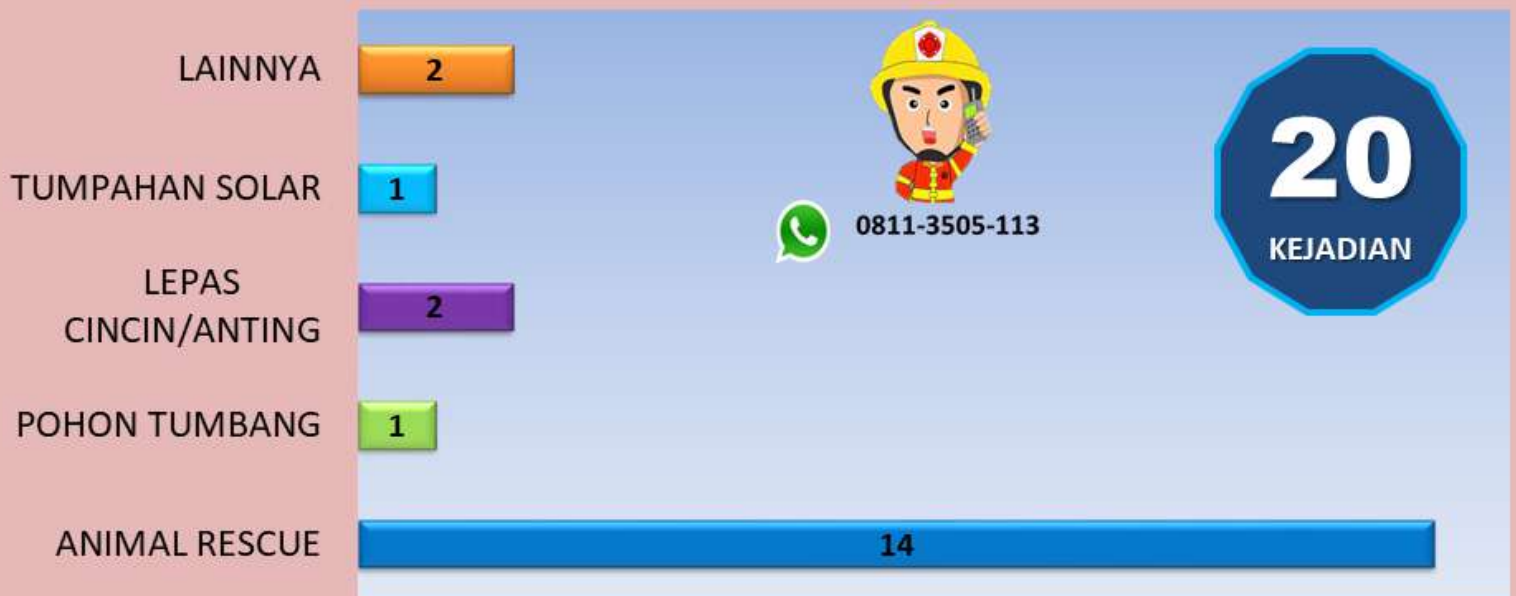 LAINNYA
2
0811-3505-113
20
KEJADIAN
TUMPAHAN SOLAR
1
LEPAS
CINCIN/ANTING
2
POHON TUMBANG
1
ANIMAL RESCUE
14